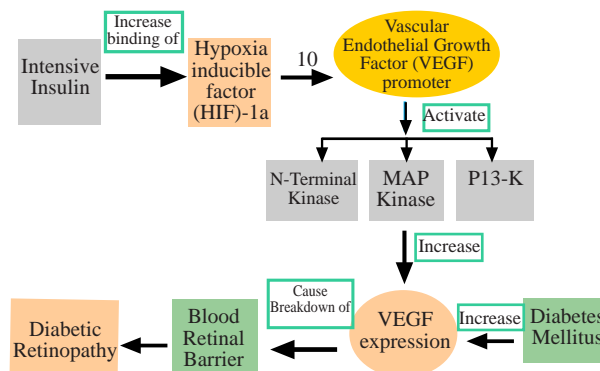 Increase
binding of
Intensive
Insulin
Hypoxia
inducible
factor
(HIF)-1a
10
Vascular
Endothelial Growth
Factor (VEGF)
promoter
Activate
N-Terminal
Kinase
MAP
Kinase
P13-K
Increase
Cause
Breakdown of
Diabetic
Retinopathy
Blood
Retinal
Barrier
VEGF
expression
Increase
Diabetes
Mellitus